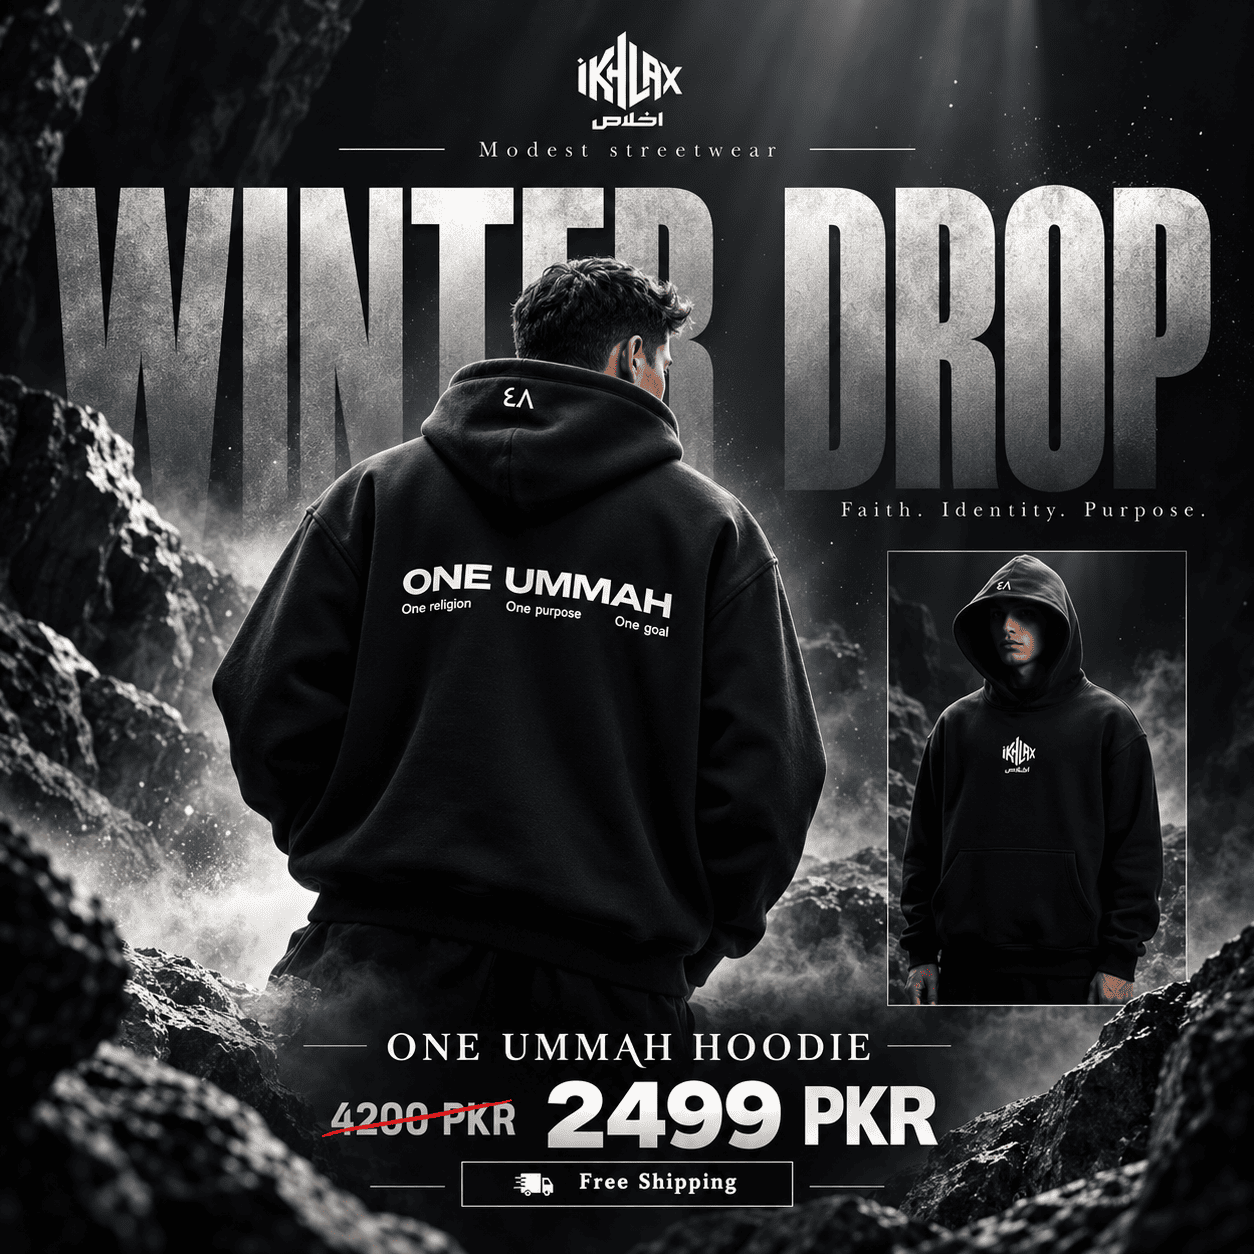 iKHLAX
اخلاص
Modest streetwear
WINTER DROP
Faith. Identity. Purpose.
٤٨
ONE UMMAH
One religion One purpose One goal
٤٨
iKHLAX
اخلاص
ONE UMMAH HOODIE
4200 PKR 2499 PKR
Free Shipping